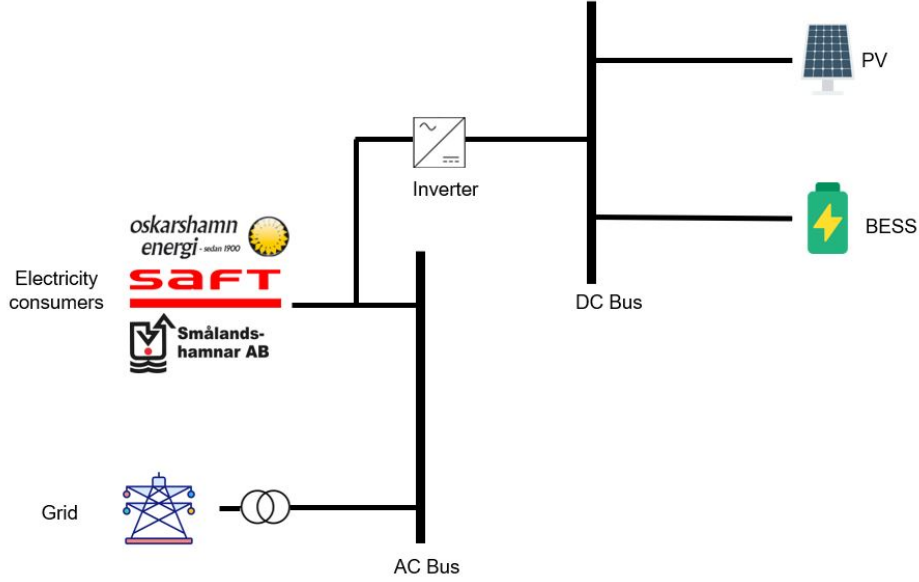 PV
Inverter
BESS
oskarshamn
energi - sedan 1900
Electricity
consumers
SAFT
DC Bus
Smålands-
hamnar AB
Grid
AC Bus